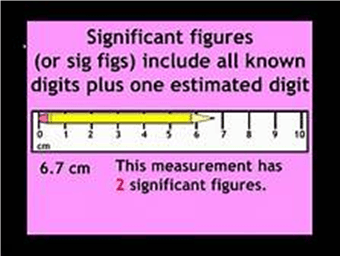 Significant figures
(or sig figs) include all known
digits plus one estimated digit
0 1 2 3 4 5 6 7 8 9 10
cm
6.7 cm
This measurement has
2 significant figures.